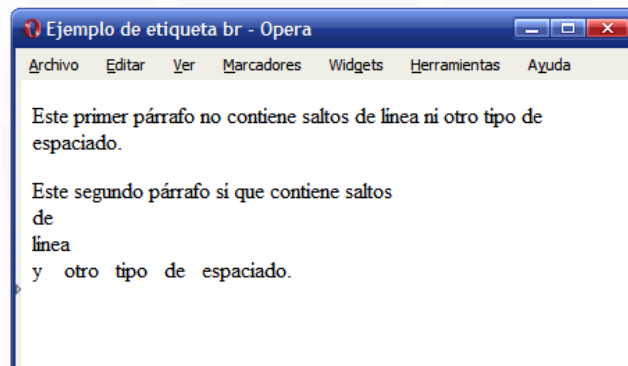 Ejemplo de etiqueta br - Opera
Archivo Editar Ver Marcadores Widgets Herramientas Ayuda
Este primer párrafo no contiene saltos de línea ni otro tipo de
espaciado.
Este segundo párrafo sí que contiene saltos
de
línea
y otro tipo de espaciado.